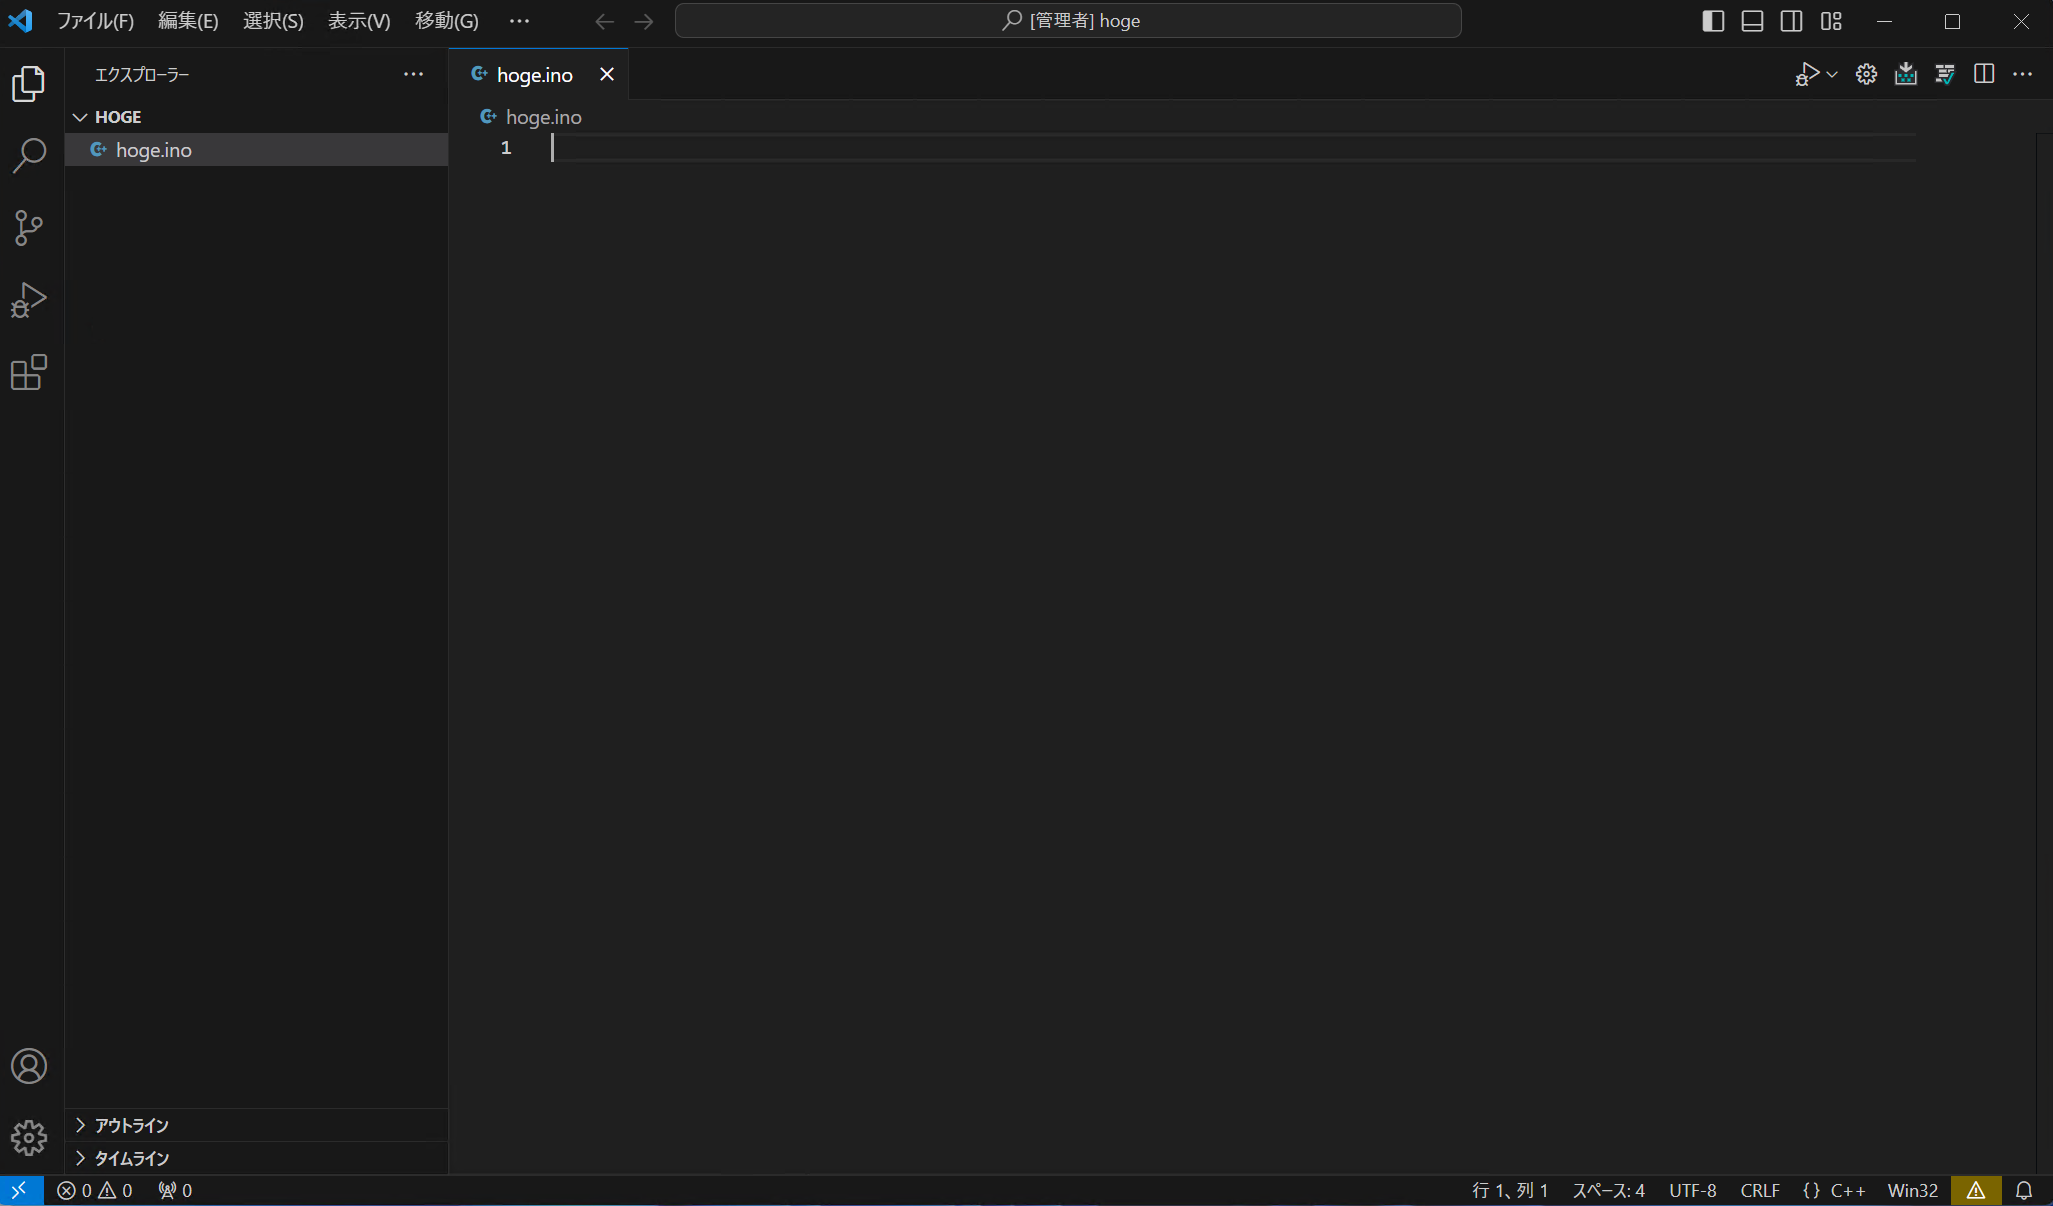 ファイル(F) 編集(E) 選択(S) 表示(V) 移動(G) ··· [管理者] hoge
エクスプローラー ···
HOGE
hoge.ino
hoge.ino
hoge.ino
1
アウトライン
タイムライン
0 0 0 行 1、列 1 スペース: 4 UTF-8 CRLF {} C++ Win32